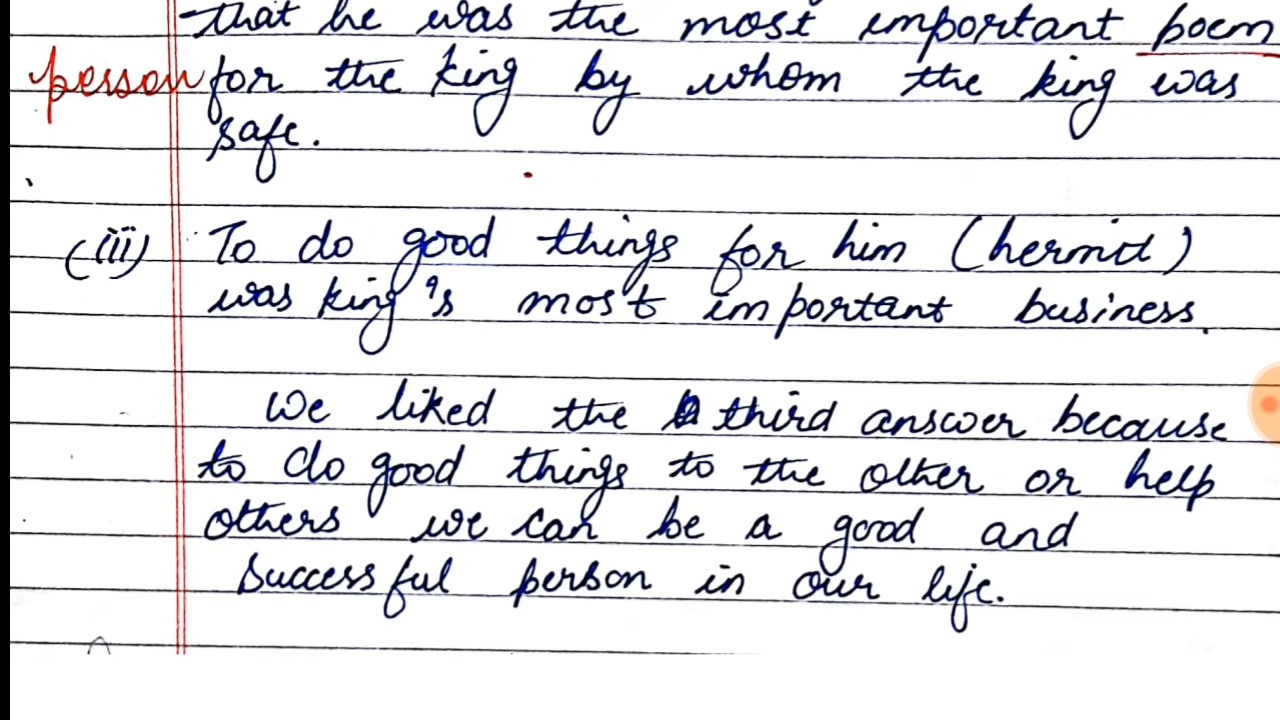 that he was the most important poem
person for the king by whom the king was
safe.
(iii) To do good things for him (hermit)
was king's most important business.
We liked the third answer because
to do good things to the other or help
others we can be a good and
successful person in our life.